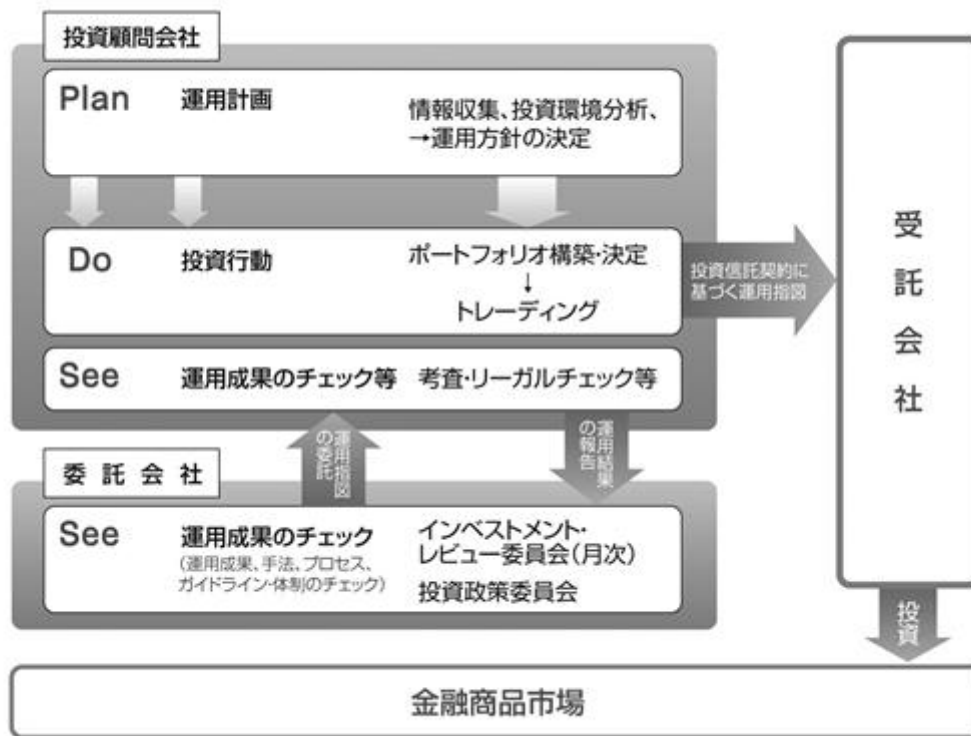 投資顧問会社
Plan
運用計画
情報収集、投資環境分析、
→運用方針の決定
Do
投資行動
ポートフォリオ構築・決定
↓
トレーディング
投資信託契約に
基づく運用指図
See
運用成果のチェック等
考査・リーガルチェック等
運用指図
の委託
運用結果
の報告
委託会社
See
運用成果のチェック
(運用成果、手法、プロセス、
ガイドライン・体制のチェック)
インベストメント・
レビュー委員会(月次)
投資政策委員会
受託会社
投資
金融商品市場